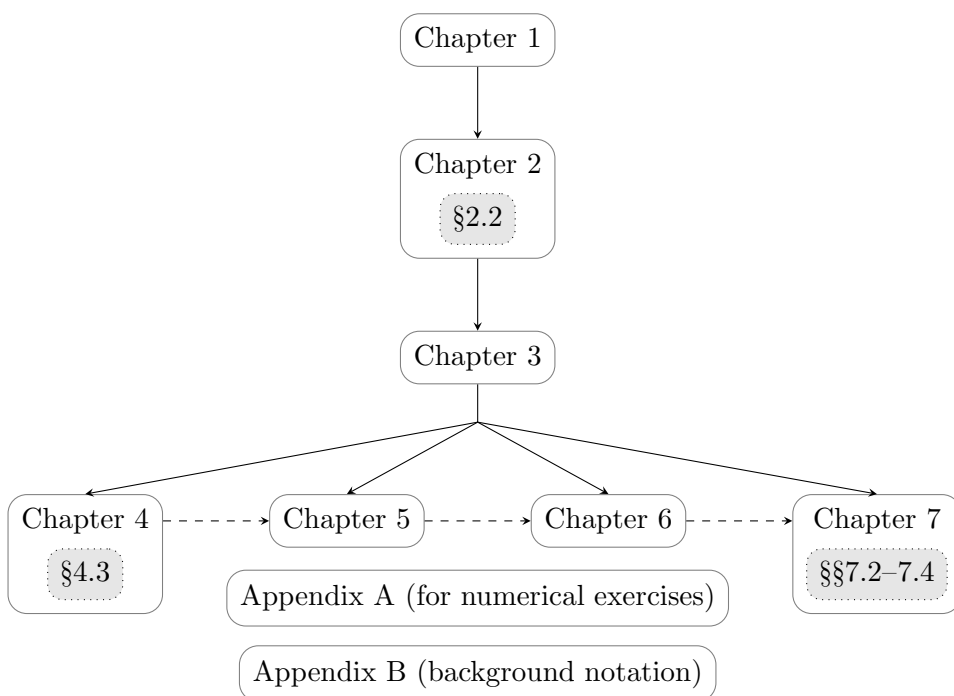 Chapter 1
Chapter 2
§2.2
Chapter 3
Chapter 4
Chapter 5
Chapter 6
Chapter 7
§4.3
§§7.2–7.4
Appendix A (for numerical exercises)
Appendix B (background notation)